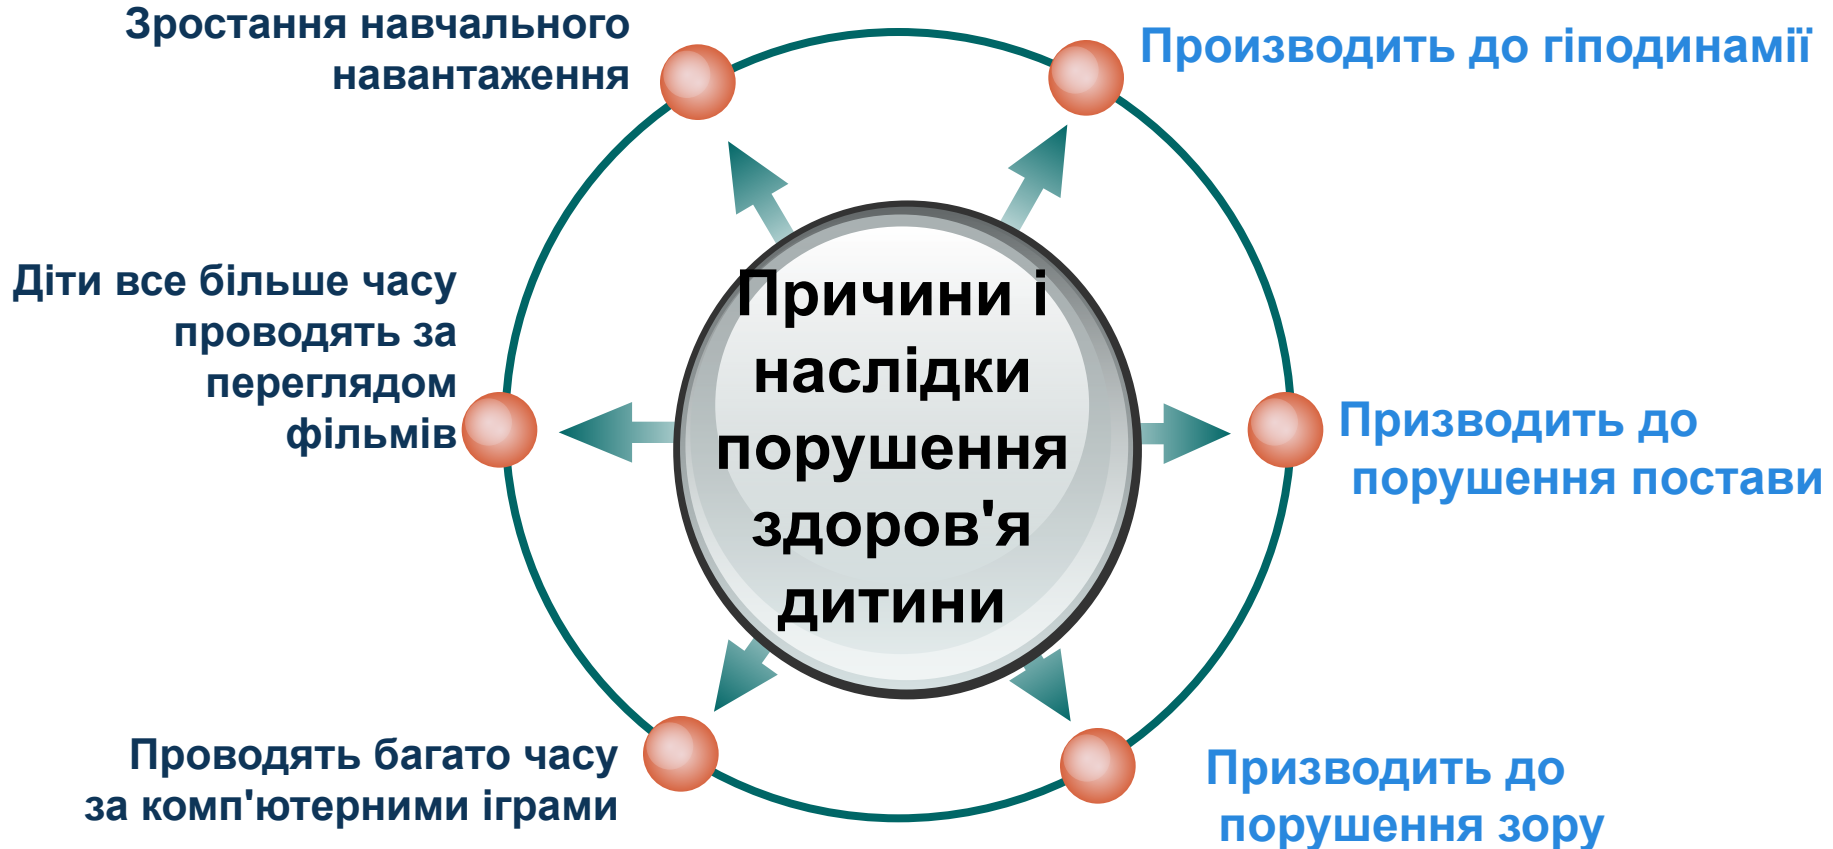 Зростання навчального
навантаження
Производить до гіподинамії
Діти все більше часу
проводять за
переглядом
фільмів
Причини і
наслідки
порушення
здоров'я
дитини
Призводить до
порушення постави
Проводять багато часу
за комп'ютерними іграми
Призводить до
порушення зору